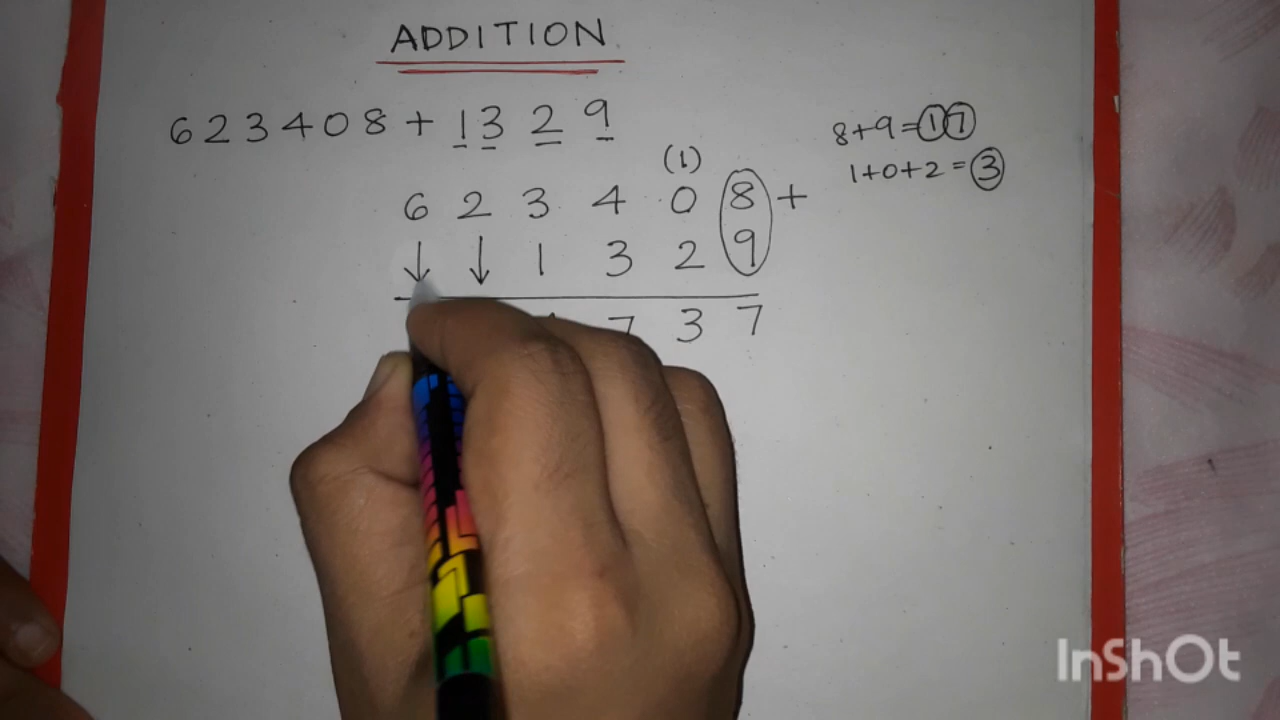 ADDITION
623408 + 1329
8+9=17
1+0+2=3
(1)
6 2 3 4 0 8 +
↓ ↓ 1 3 2 9
7 3 7
InShOt